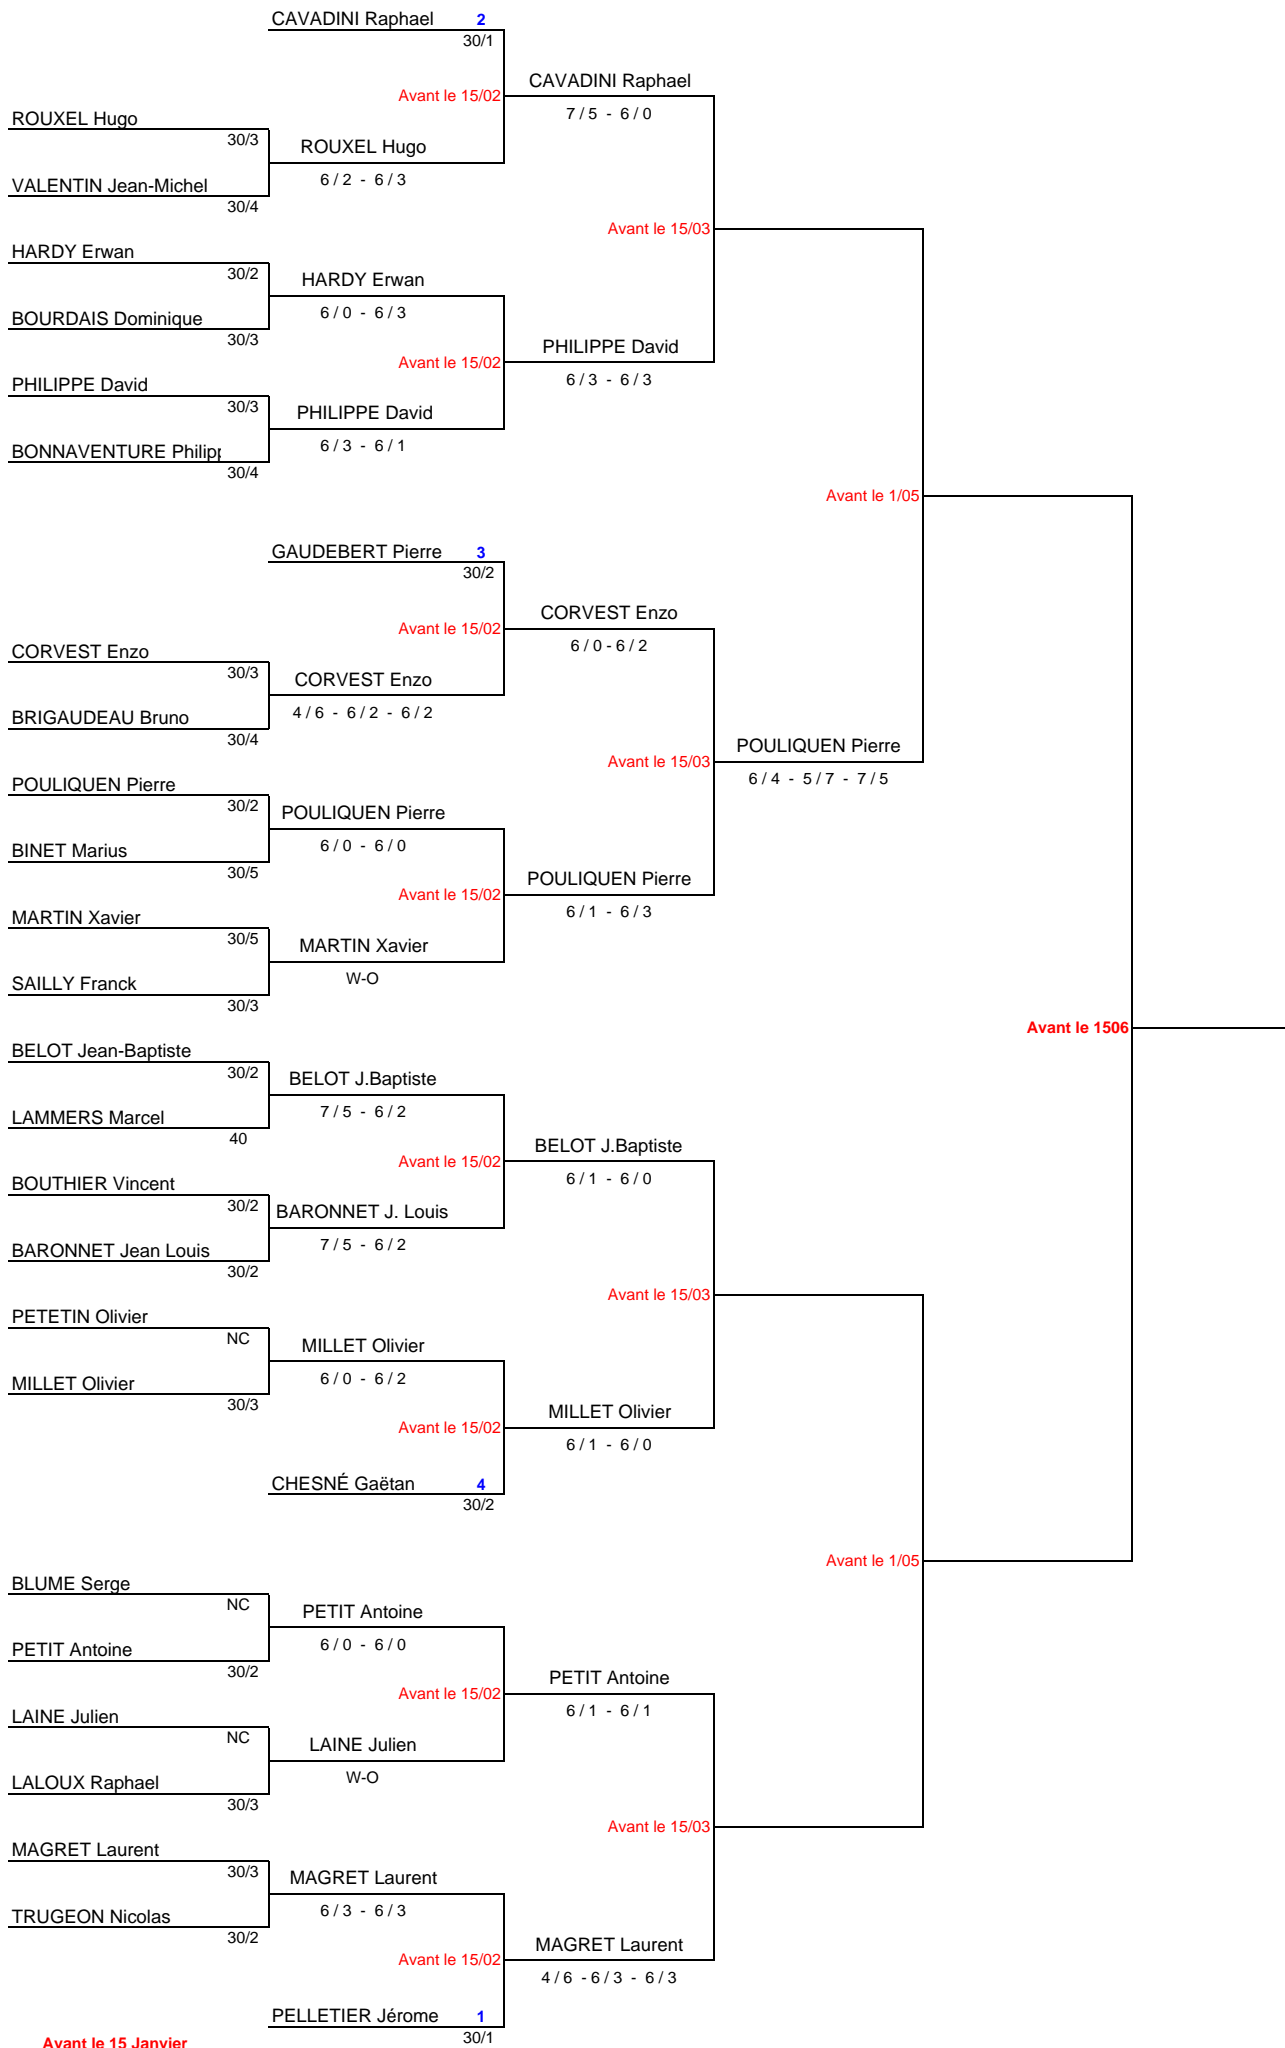 CAVADINI Raphael 2
30/1
CAVADINI Raphael
Avant le 15/02
7 / 5 - 6 / 0
ROUXEL Hugo
30/3
ROUXEL Hugo
6 / 2 - 6 / 3
VALENTIN Jean-Michel
30/4
Avant le 15/03
HARDY Erwan
30/2
HARDY Erwan
6 / 0 - 6 / 3
BOURDAIS Dominique
30/3
PHILIPPE David
Avant le 15/02
6 / 3 - 6 / 3
PHILIPPE David
30/3
PHILIPPE David
6 / 3 - 6 / 1
BONNAVENTURE Philipp
30/4
Avant le 1/05
GAUDEBERT Pierre 3
30/2
CORVEST Enzo
Avant le 15/02
6 / 0 - 6 / 2
CORVEST Enzo
30/3
CORVEST Enzo
4 / 6 - 6 / 2 - 6 / 2
BRIGAUDEAU Bruno
30/4
POULIQUEN Pierre
Avant le 15/03
6 / 4 - 5 / 7 - 7 / 5
POULIQUEN Pierre
30/2
POULIQUEN Pierre
6 / 0 - 6 / 0
BINET Marius
30/5
POULIQUEN Pierre
Avant le 15/02
6 / 1 - 6 / 3
MARTIN Xavier
30/5
MARTIN Xavier
W-O
SAILLY Franck
30/3
Avant le 1506
BELOT Jean-Baptiste
30/2
BELOT J.Baptiste
7 / 5 - 6 / 2
LAMMERS Marcel
40
BELOT J.Baptiste
Avant le 15/02
6 / 1 - 6 / 0
BOUTHIER Vincent
30/2
BARONNET J. Louis
7 / 5 - 6 / 2
BARONNET Jean Louis
30/2
Avant le 15/03
PETETIN Olivier
NC
MILLET Olivier
6 / 0 - 6 / 2
MILLET Olivier
30/3
MILLET Olivier
Avant le 15/02
6 / 1 - 6 / 0
CHESNÉ Gaëtan 4
30/2
Avant le 1/05
BLUME Serge
NC
PETIT Antoine
6 / 0 - 6 / 0
PETIT Antoine
30/2
PETIT Antoine
Avant le 15/02
6 / 1 - 6 / 1
LAINE Julien
NC
LAINE Julien
W-O
LALOUX Raphael
30/3
Avant le 15/03
MAGRET Laurent
30/3
MAGRET Laurent
6 / 3 - 6 / 3
TRUGEON Nicolas
30/2
MAGRET Laurent
Avant le 15/02
4 / 6 - 6 / 3 - 6 / 3
PELLETIER Jérome 1
30/1
Avant le 15 Janvier